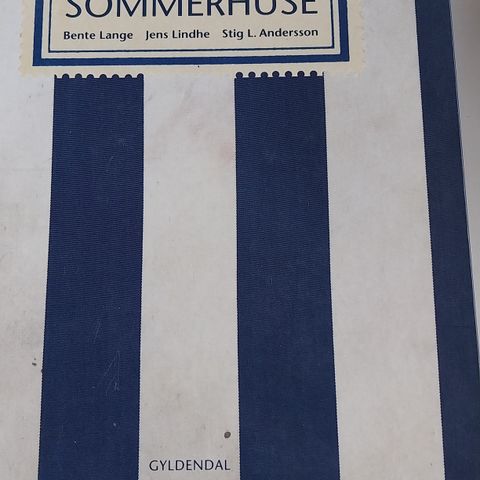 SOMMERHUSE
Bente Lange Jens Lindhe Stig L. Andersson
GYLDENDAL